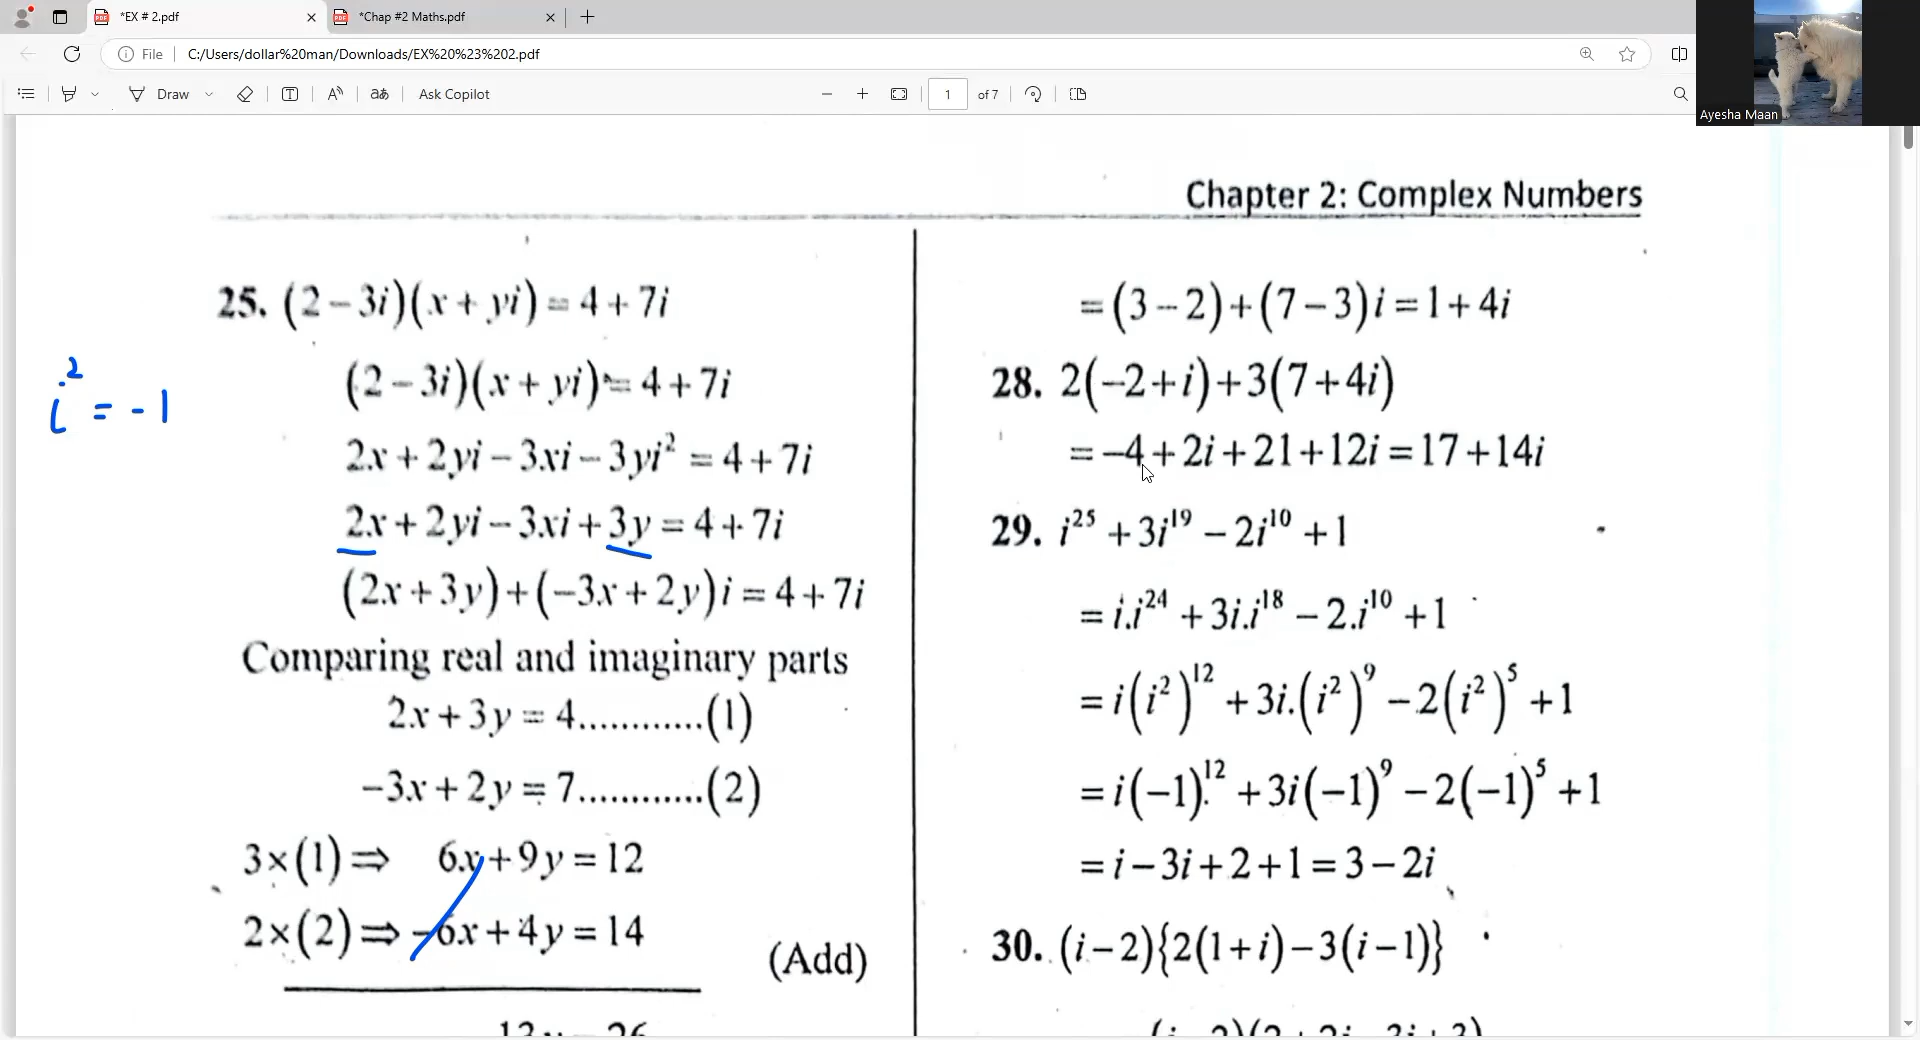 *EX # 2.pdf
*Chap #2 Maths.pdf
File C:/Users/dollar%20man/Downloads/EX%20%23%202.pdf
Draw
Ask Copilot
1 of 7
Ayesha Maan
Chapter 2: Complex Numbers
25. (2−3i)(x+yi)=4+7i
(2−3i)(x+yi)=4+7i
i² = -1
2x+2yi−3xi−3yi²=4+7i
2x+2yi−3xi+3y=4+7i
(2x+3y)+(−3x+2y)i=4+7i
Comparing real and imaginary parts
2x+3y=4............(1)
−3x+2y=7............(2)
3×(1)⇒ 6x+9y=12
2×(2)⇒ −6x+4y=14
(Add)
=(3−2)+(7−3)i=1+4i
28. 2(−2+i)+3(7+4i)
=−4+2i+21+12i=17+14i
29. i²⁵+3i¹⁹−2i¹⁰+1
=i.i²⁴+3i.i¹⁸−2.i¹⁰+1
=i(i²)¹²+3i.(i²)⁹−2(i²)⁵+1
=i(−1)¹²+3i(−1)⁹−2(−1)⁵+1
=i−3i+2+1=3−2i
30. (i−2){2(1+i)−3(i−1)}